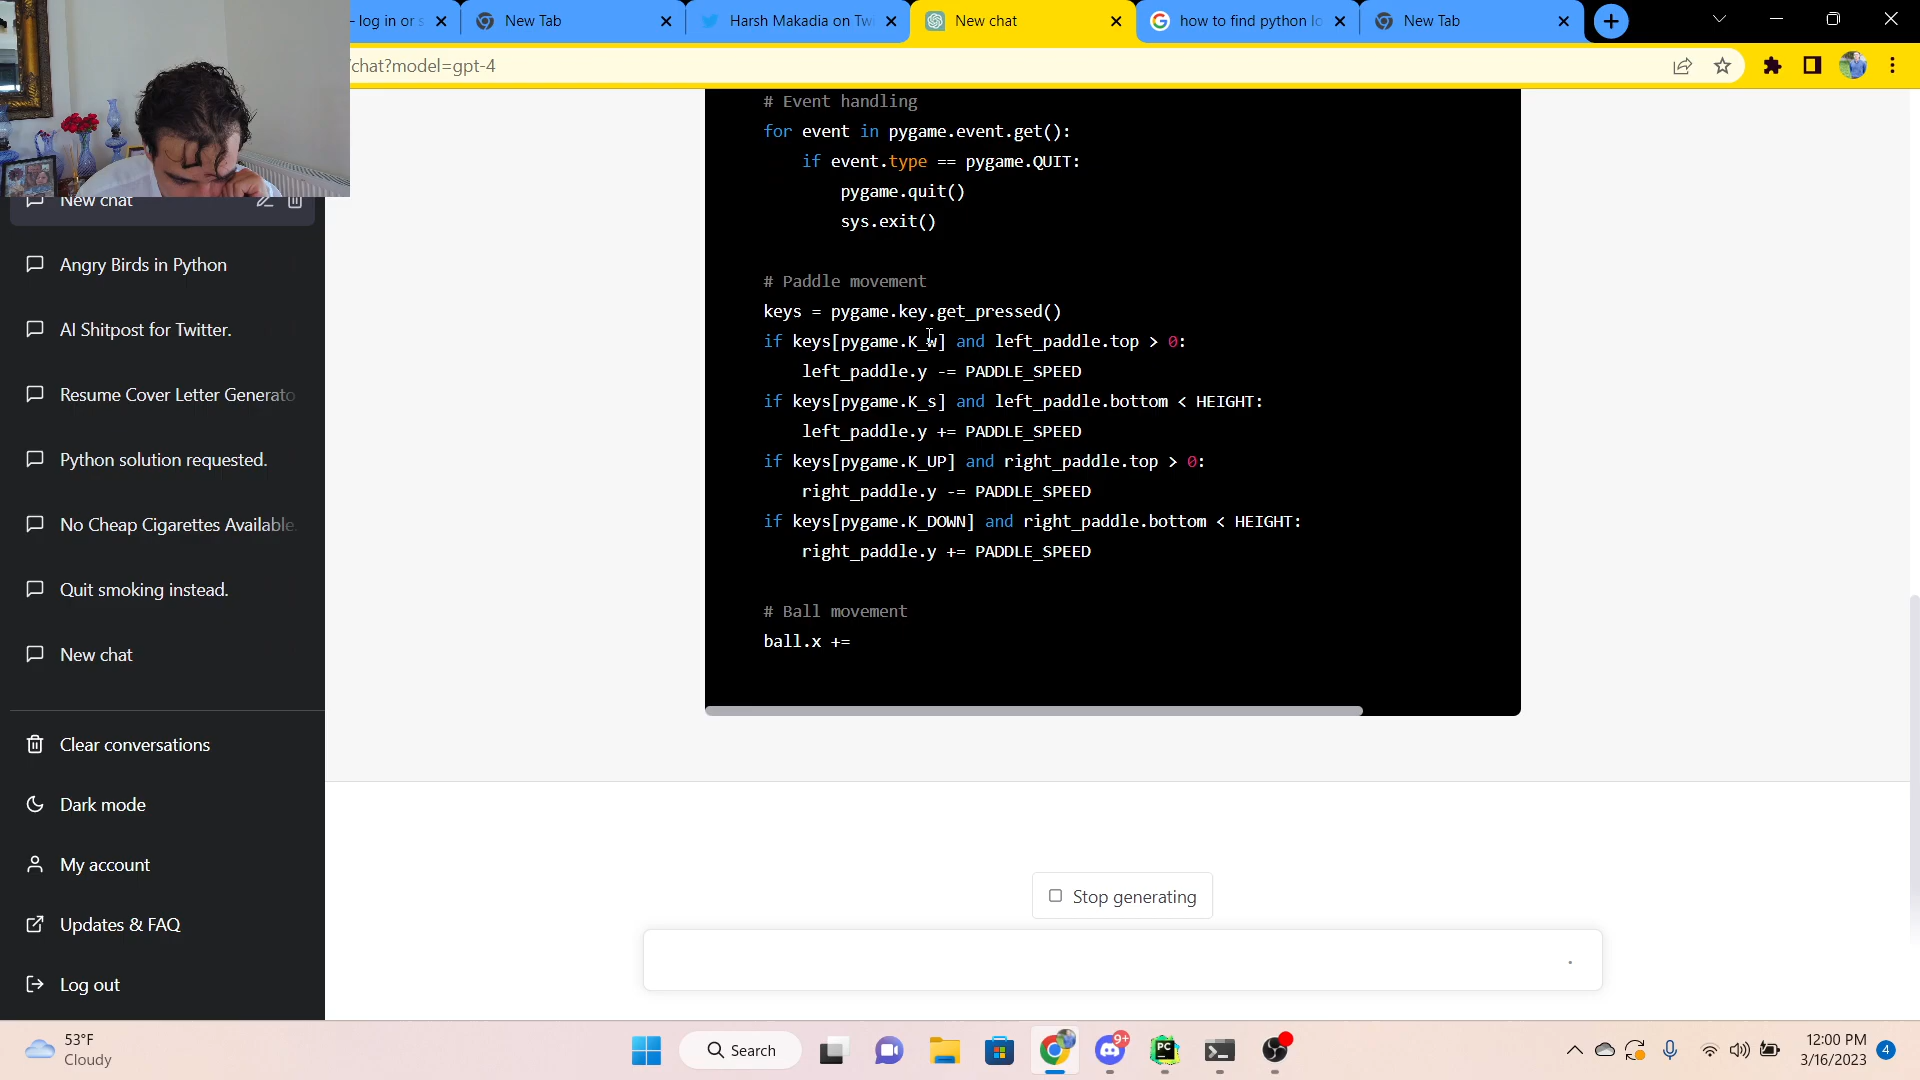 - log in or s
New Tab
Harsh Makadia on Twi
New chat
how to find python lo
New Tab
/chat?model=gpt-4
# Event handling
for event in pygame.event.get():
if event.type == pygame.QUIT:
pygame.quit()
sys.exit()
# Paddle movement
keys = pygame.key.get_pressed()
if keys[pygame.K_w] and left_paddle.top > 0:
left_paddle.y -= PADDLE_SPEED
if keys[pygame.K_s] and left_paddle.bottom < HEIGHT:
left_paddle.y += PADDLE_SPEED
if keys[pygame.K_UP] and right_paddle.top > 0:
right_paddle.y -= PADDLE_SPEED
if keys[pygame.K_DOWN] and right_paddle.bottom < HEIGHT:
right_paddle.y += PADDLE_SPEED
# Ball movement
ball.x +=
New chat
Angry Birds in Python
AI Shitpost for Twitter.
Resume Cover Letter Generato
Python solution requested.
No Cheap Cigarettes Available.
Quit smoking instead.
New chat
Clear conversations
Dark mode
My account
Updates & FAQ
Log out
Stop generating
.
53°F
Cloudy
Search
9+
PC
12:00 PM
3/16/2023
4